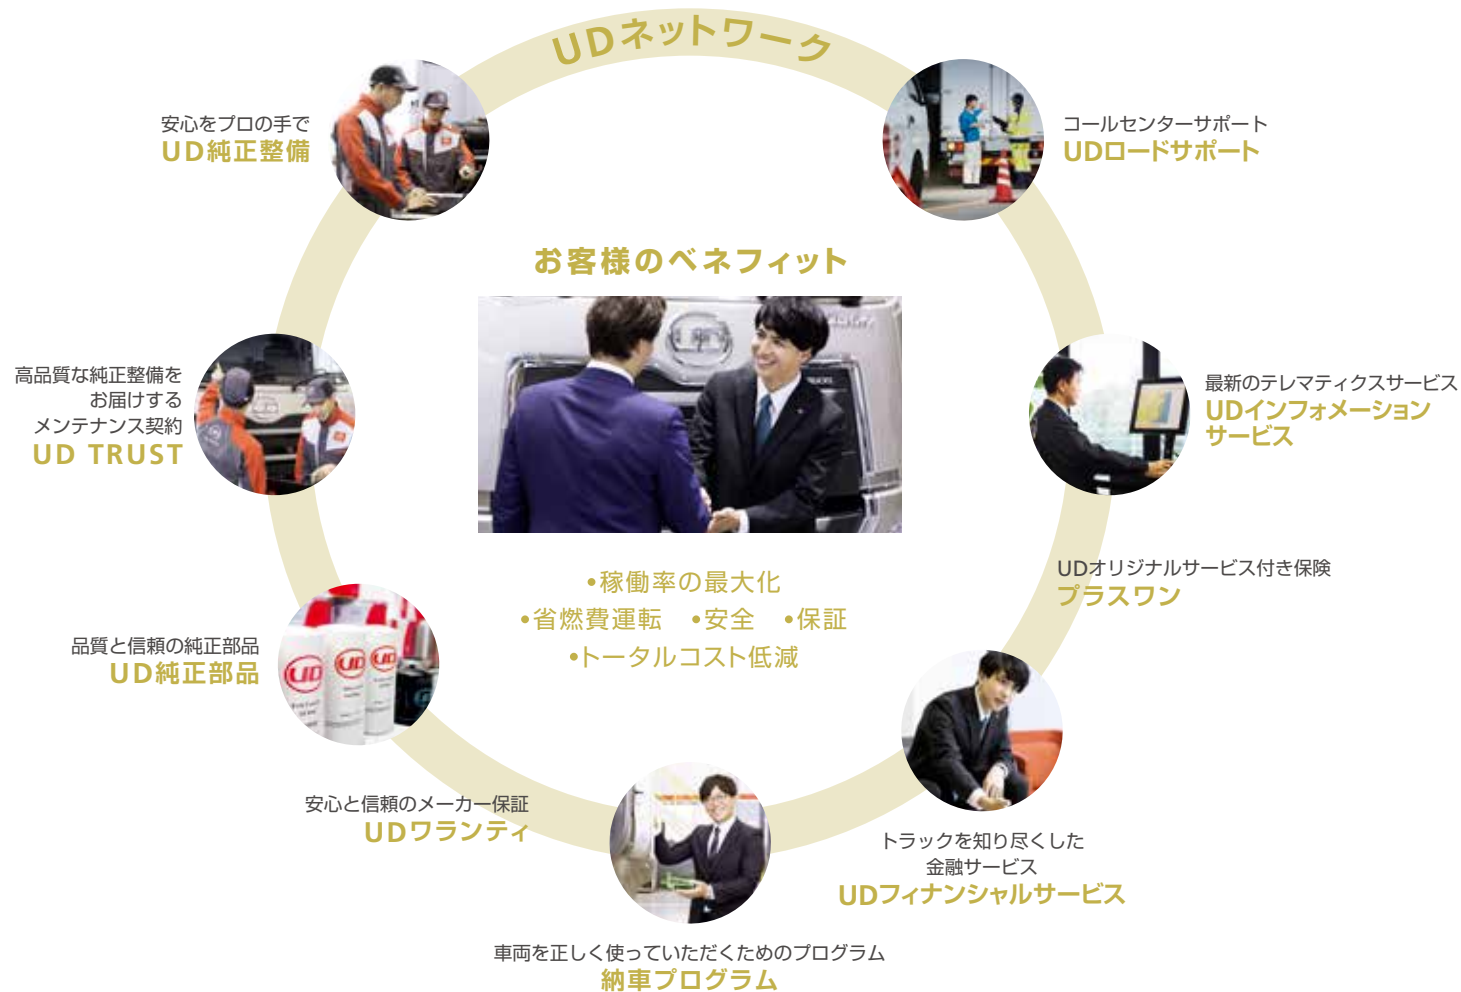 UDネットワーク
安心をプロの手で
UD純正整備
コールセンターサポート
UDロードサポート
お客様のベネフィット
高品質な純正整備を
お届けする
メンテナンス契約
UD TRUST
最新のテレマティクスサービス
UDインフォメーション
サービス
•稼働率の最大化
•省燃費運転 •安全 •保証
•トータルコスト低減
UDオリジナルサービス付き保険
プラスワン
品質と信頼の純正部品
UD純正部品
UD
UD
UD
安心と信頼のメーカー保証
UDワランティ
トラックを知り尽くした
金融サービス
UDフィナンシャルサービス
車両を正しく使っていただくためのプログラム
納車プログラム